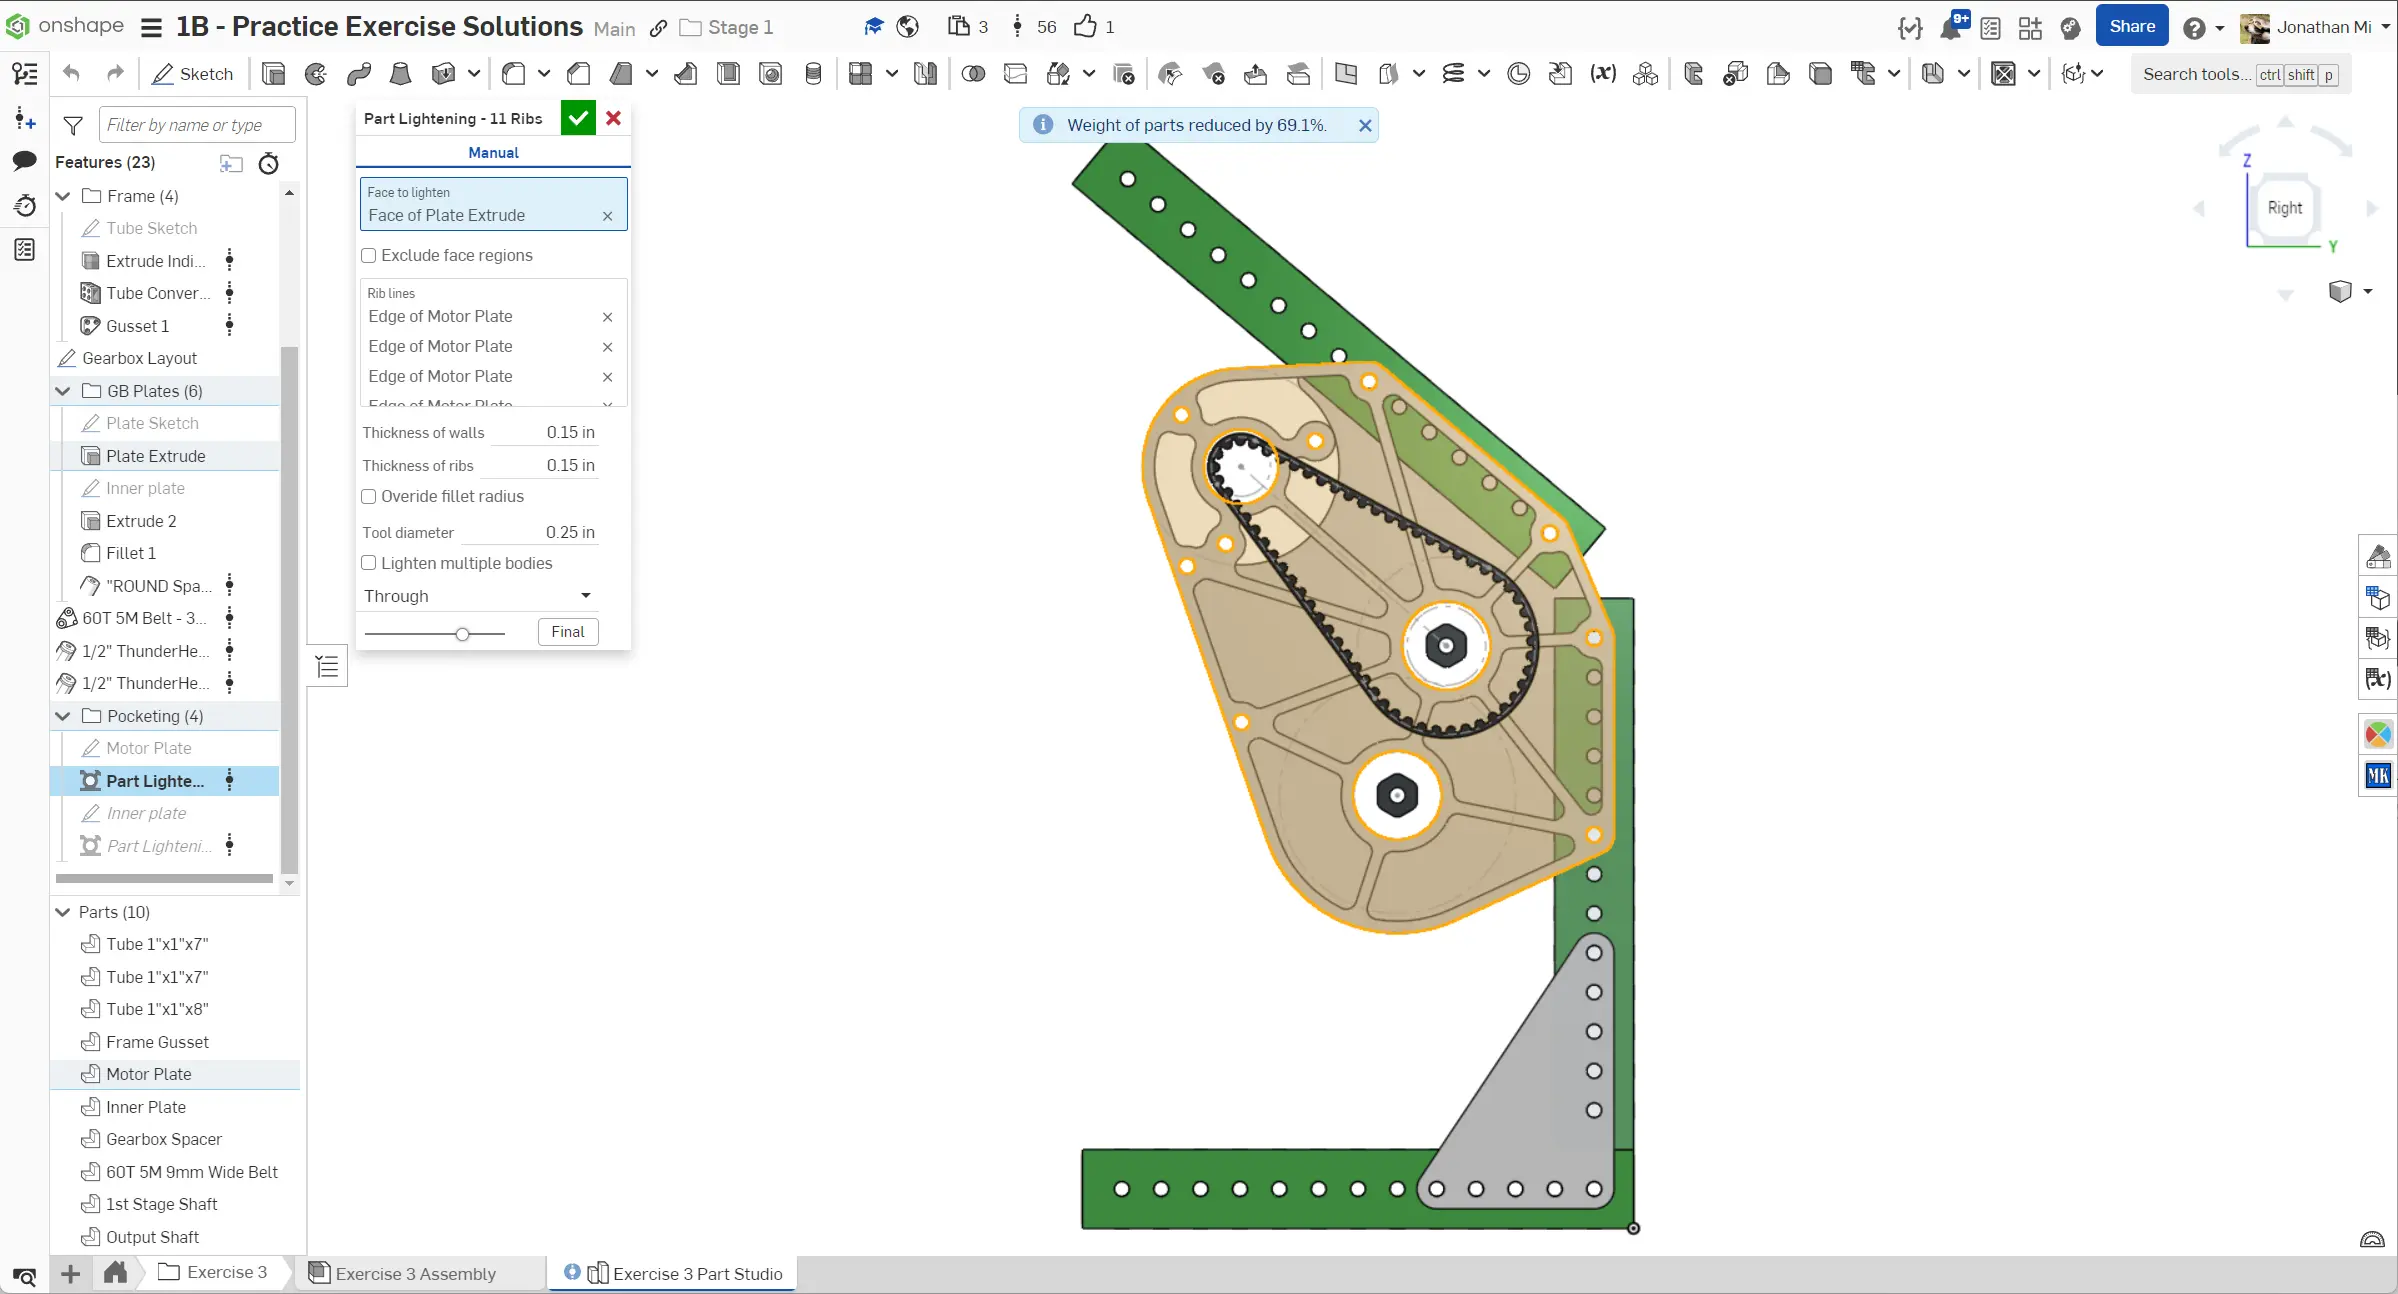 onshape 1B - Practice Exercise Solutions Main Stage 1 3 56 1 9+ Share Jonathan Mi
Sketch Search tools... ctrl shift p
Part Lightening - 11 Ribs
Manual
Face to lighten
Face of Plate Extrude
Exclude face regions
Rib lines
Edge of Motor Plate
Edge of Motor Plate
Edge of Motor Plate
Edge of Motor Plate
Thickness of walls 0.15 in
Thickness of ribs 0.15 in
Overide fillet radius
Tool diameter 0.25 in
Lighten multiple bodies
Through
Final
Weight of parts reduced by 69.1%.
Z
Right
Y
Filter by name or type
Features (23)
Frame (4)
Tube Sketch
Extrude Indi...
Tube Conver...
Gusset 1
Gearbox Layout
GB Plates (6)
Plate Sketch
Plate Extrude
Inner plate
Extrude 2
Fillet 1
"ROUND Spa...
60T 5M Belt - 3...
1/2" ThunderHe...
1/2" ThunderHe...
Pocketing (4)
Motor Plate
Part Lighte...
Inner plate
Part Lighteni...
Parts (10)
Tube 1"x1"x7"
Tube 1"x1"x7"
Tube 1"x1"x8"
Frame Gusset
Motor Plate
Inner Plate
Gearbox Spacer
60T 5M 9mm Wide Belt
1st Stage Shaft
Output Shaft
(x)
(x)
MK
Exercise 3 Exercise 3 Assembly Exercise 3 Part Studio